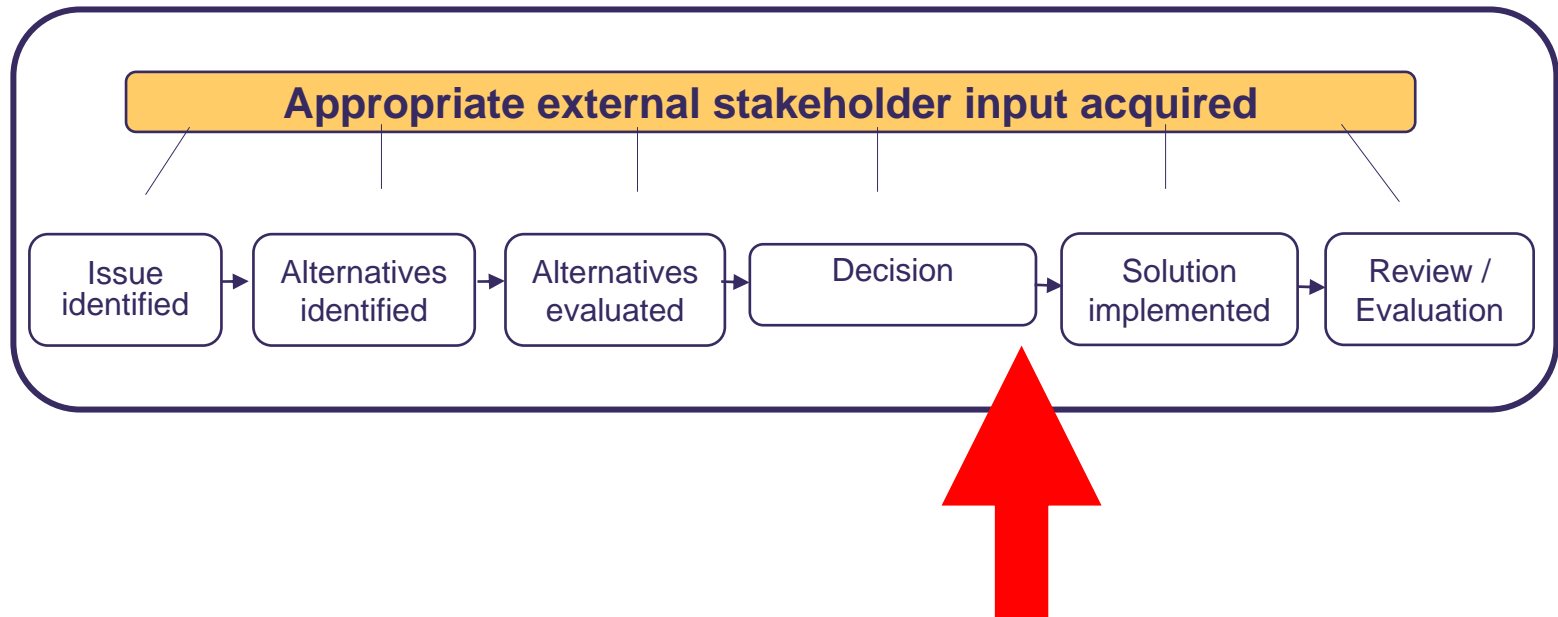 Appropriate external stakeholder input acquired
Issue
identified
Alternatives
identified
Alternatives
evaluated
Decision
Solution
implemented
Review /
Evaluation